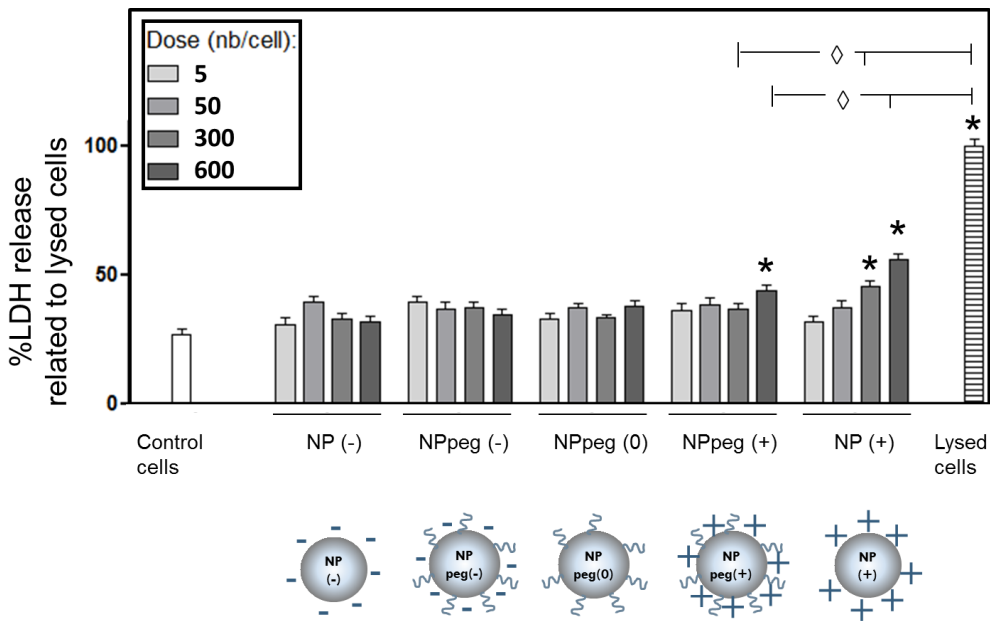 Dose (nb/cell):
5
50
300
600
%LDH release
related to lysed cells
100
50
0
*
*
*
*
Control
cells
NP (-)
NPpeg (-)
NPpeg (0)
NPpeg (+)
NP (+)
Lysed
cells
NP
(-)
NP
peg(-)
NP
peg(0)
NP
peg(+)
NP
(+)